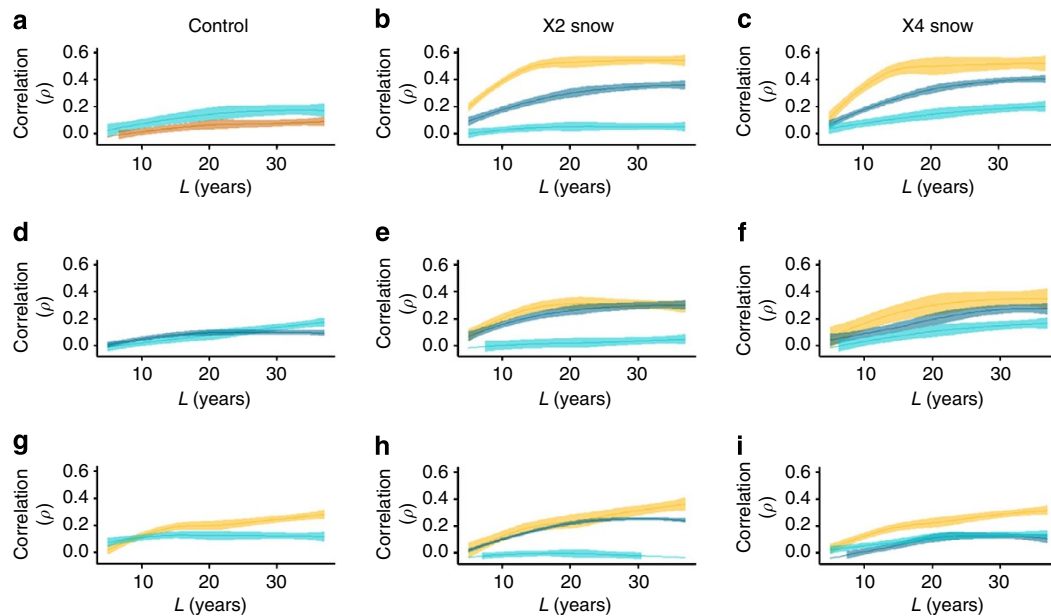 a Control b X2 snow c X4 snow
Correlation (ρ) 0.6 0.4 0.2 0.0 10 20 30 L (years)
Correlation (ρ) 0.6 0.4 0.2 0.0 10 20 30 L (years)
Correlation (ρ) 0.6 0.4 0.2 0.0 10 20 30 L (years)
d e f
Correlation (ρ) 0.6 0.4 0.2 0.0 10 20 30 L (years)
Correlation (ρ) 0.6 0.4 0.2 0.0 10 20 30 L (years)
Correlation (ρ) 0.6 0.4 0.2 0.0 10 20 30 L (years)
g h i
Correlation (ρ) 0.6 0.4 0.2 0.0 10 20 30 L (years)
Correlation (ρ) 0.6 0.4 0.2 0.0 10 20 30 L (years)
Correlation (ρ) 0.6 0.4 0.2 0.0 10 20 30 L (years)